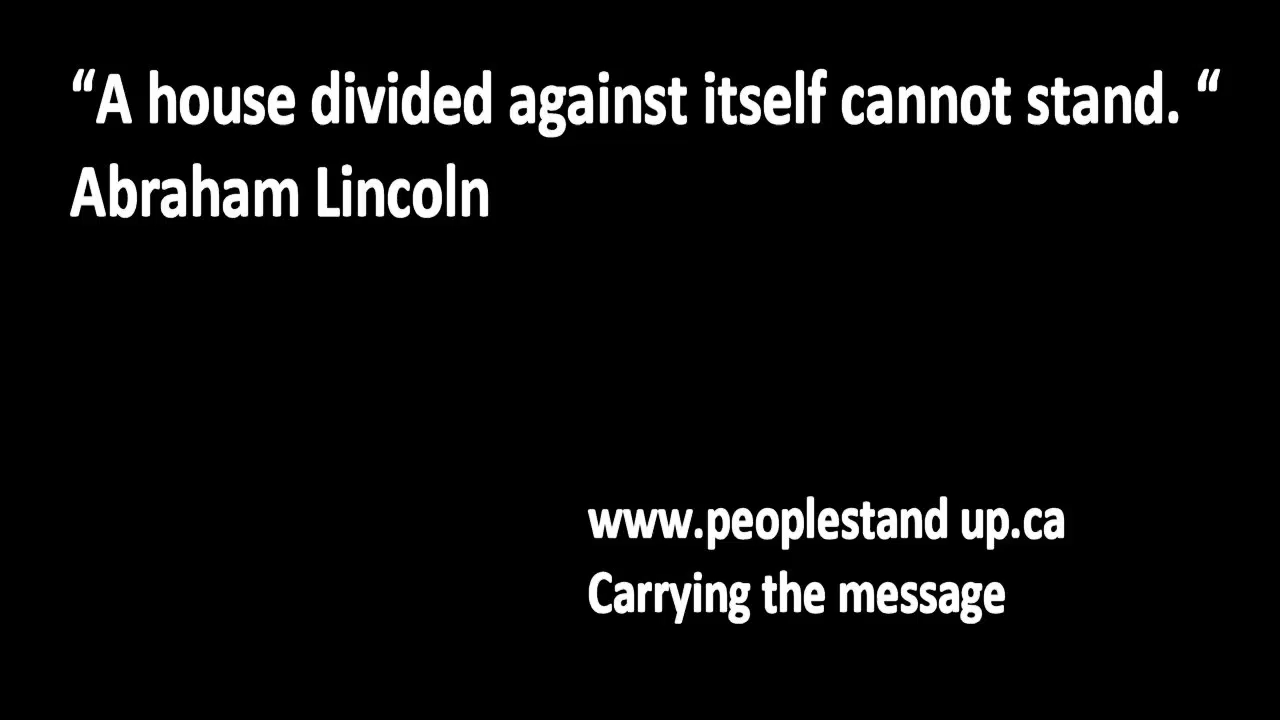 “A house divided against itself cannot stand. “
Abraham Lincoln
www.peoplestand up.ca
Carrying the message